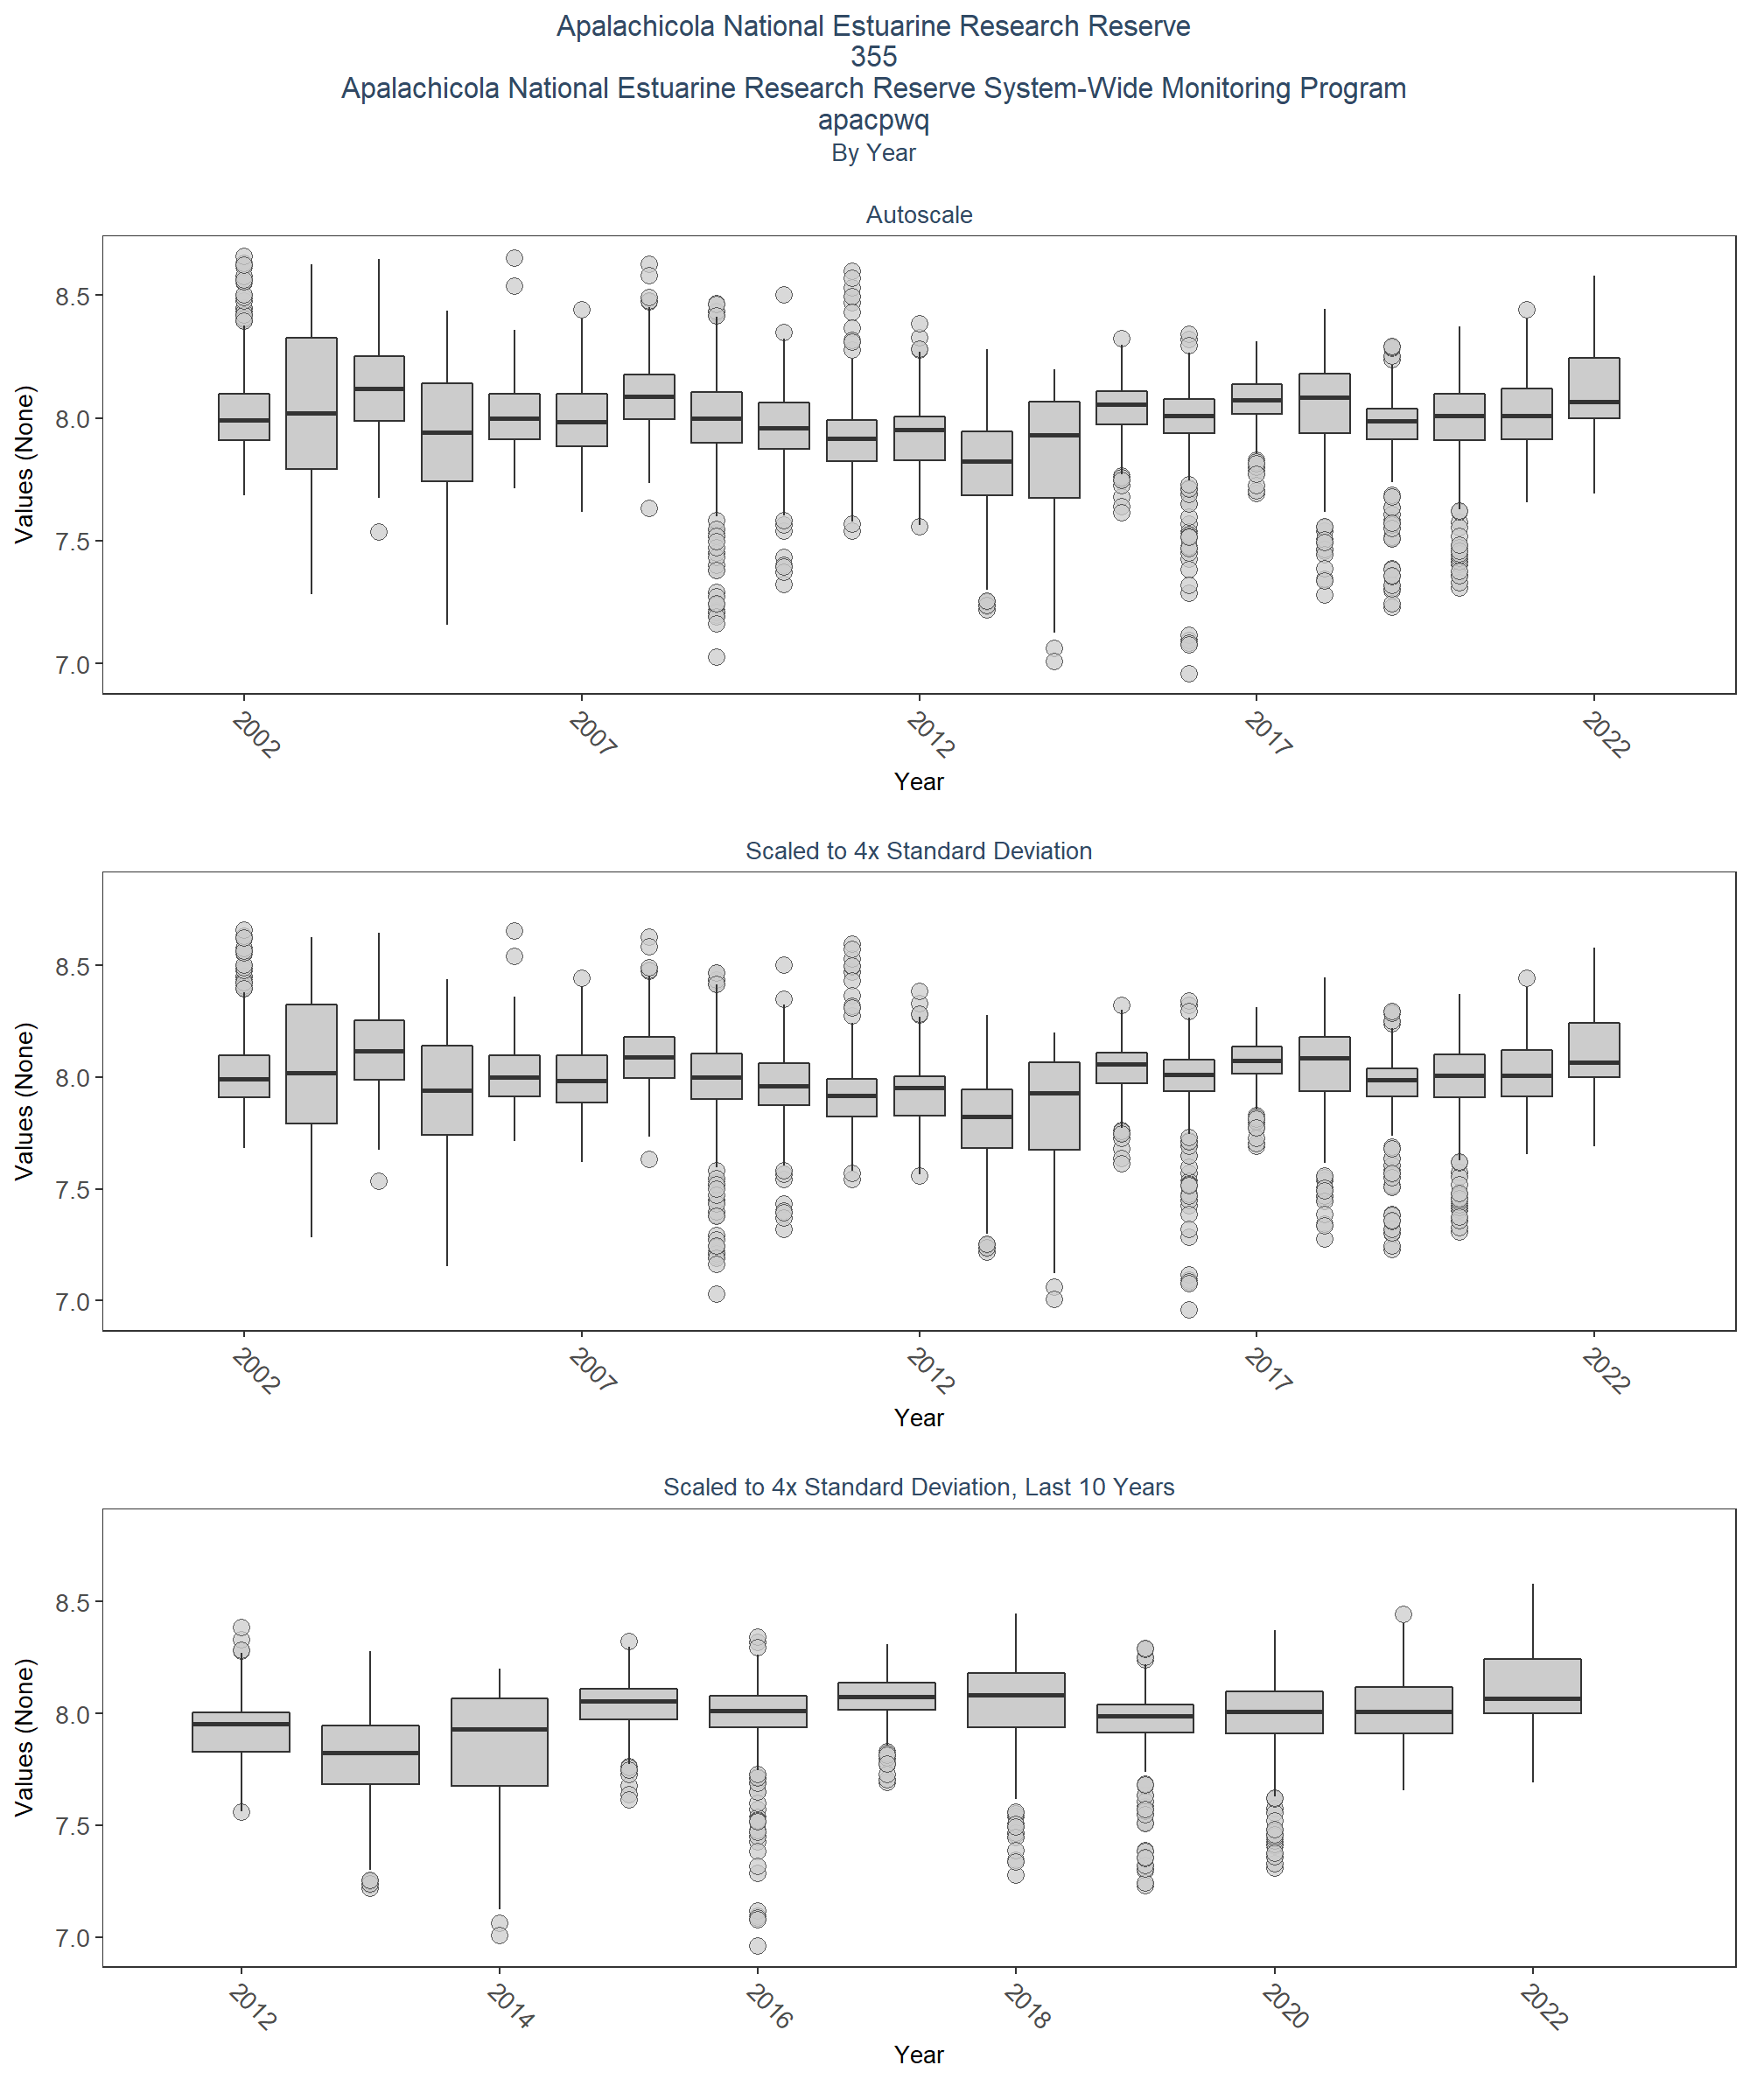 Apalachicola National Estuarine Research Reserve
355
Apalachicola National Estuarine Research Reserve System-Wide Monitoring Program
apacpwq
By Year
Autoscale
Values (None)
8.5
8.0
7.5
7.0
2002
2007
2012
2017
2022
Year
Scaled to 4x Standard Deviation
Values (None)
8.5
8.0
7.5
7.0
2002
2007
2012
2017
2022
Year
Scaled to 4x Standard Deviation, Last 10 Years
Values (None)
8.5
8.0
7.5
7.0
2012
2014
2016
2018
2020
2022
Year